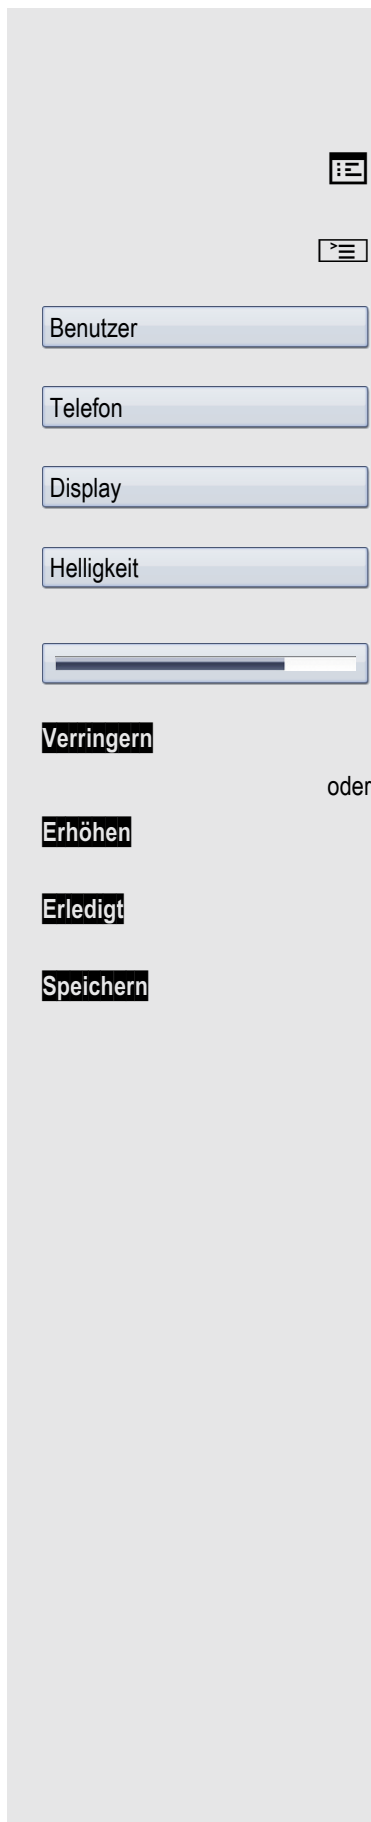 Benutzer
Telefon
Display
Helligkeit
Verringern
oder
Erhöhen
Erledigt
Speichern